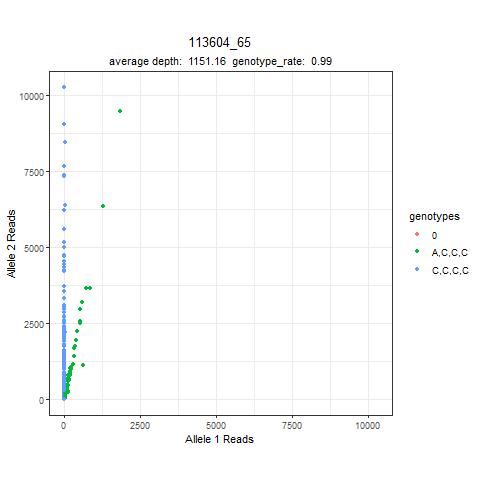 113604_65
average depth:  1151.16  genotype_rate:  0.99
Allele 2 Reads
10000
7500
5000
2500
0
0 2500 5000 7500 10000
Allele 1 Reads
genotypes
0
A,C,C,C
C,C,C,C